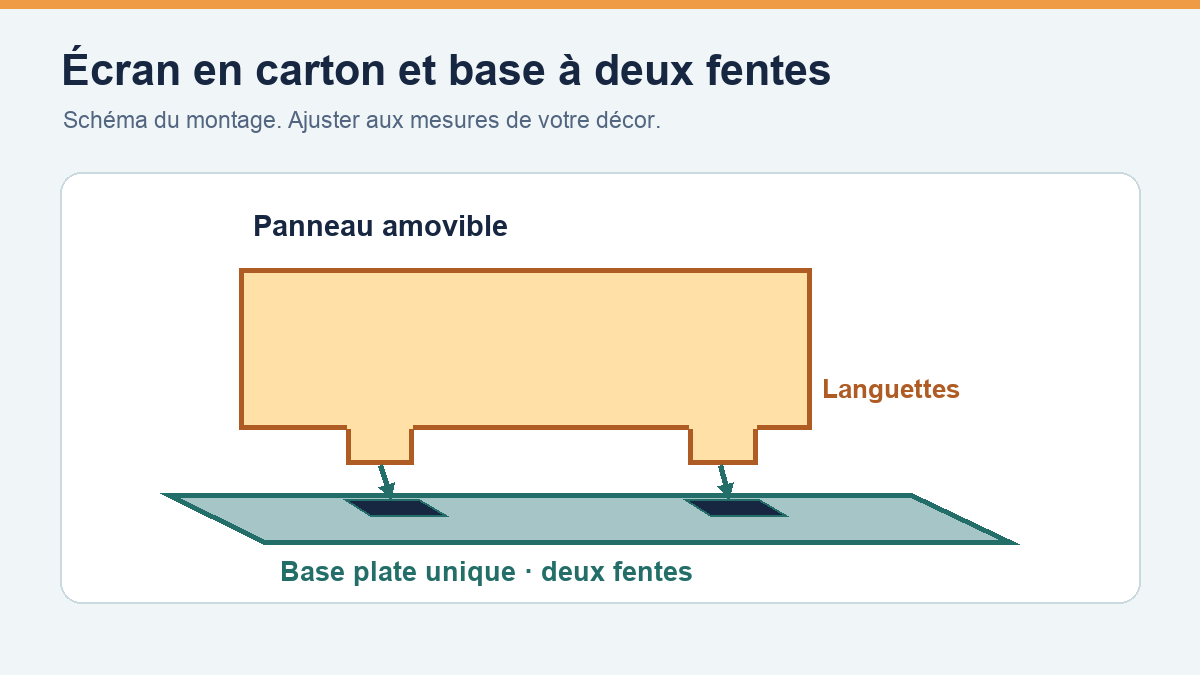 Écran en carton et base à deux fentes
Schéma du montage. Ajuster aux mesures de votre décor.
Panneau amovible
Languettes
Base plate unique · deux fentes